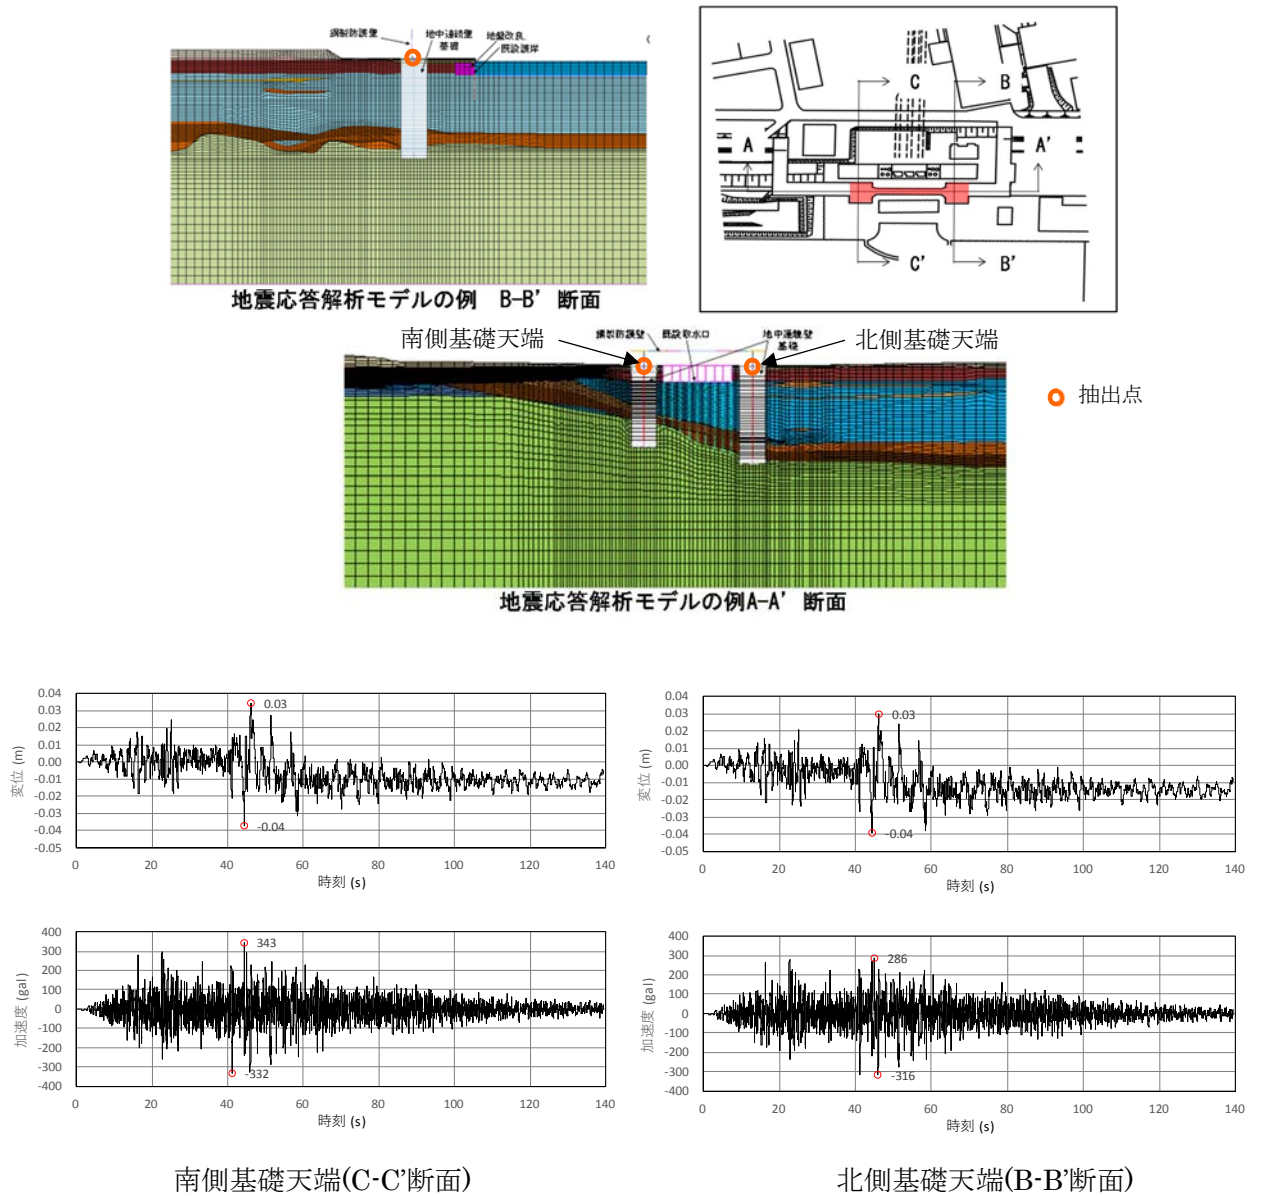 鋼製防護壁
地中連続壁
基礎
地盤改良
既設護岸
地震応答解析モデルの例 B-B’ 断面
C
B
A
A’
C’
B’
南側基礎天端
鋼製防護壁
既設取水口
地中連続壁
基礎
北側基礎天端
抽出点
地震応答解析モデルの例A-A’ 断面
変位 (m)
0.04
0.03
0.02
0.01
0.00
-0.01
-0.02
-0.03
-0.04
-0.05
0.03
-0.04
0 20 40 60 80 100 120 140
時刻 (s)
変位 (m)
0.04
0.03
0.02
0.01
0.00
-0.01
-0.02
-0.03
-0.04
-0.05
0.03
-0.04
0 20 40 60 80 100 120 140
時刻 (s)
加速度 (gal)
400
300
200
100
0
-100
-200
-300
-400
343
-332
0 20 40 60 80 100 120 140
時刻 (s)
加速度 (gal)
400
300
200
100
0
-100
-200
-300
-400
286
-316
0 20 40 60 80 100 120 140
時刻 (s)
南側基礎天端(C-C’断面)
北側基礎天端(B-B’断面)